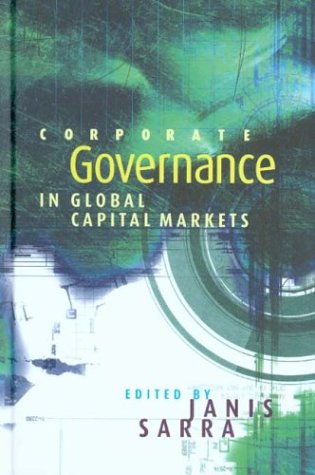 CORPORATE
Governance
IN GLOBAL
CAPITAL MARKETS
EDITED BY
JANIS
SARRA